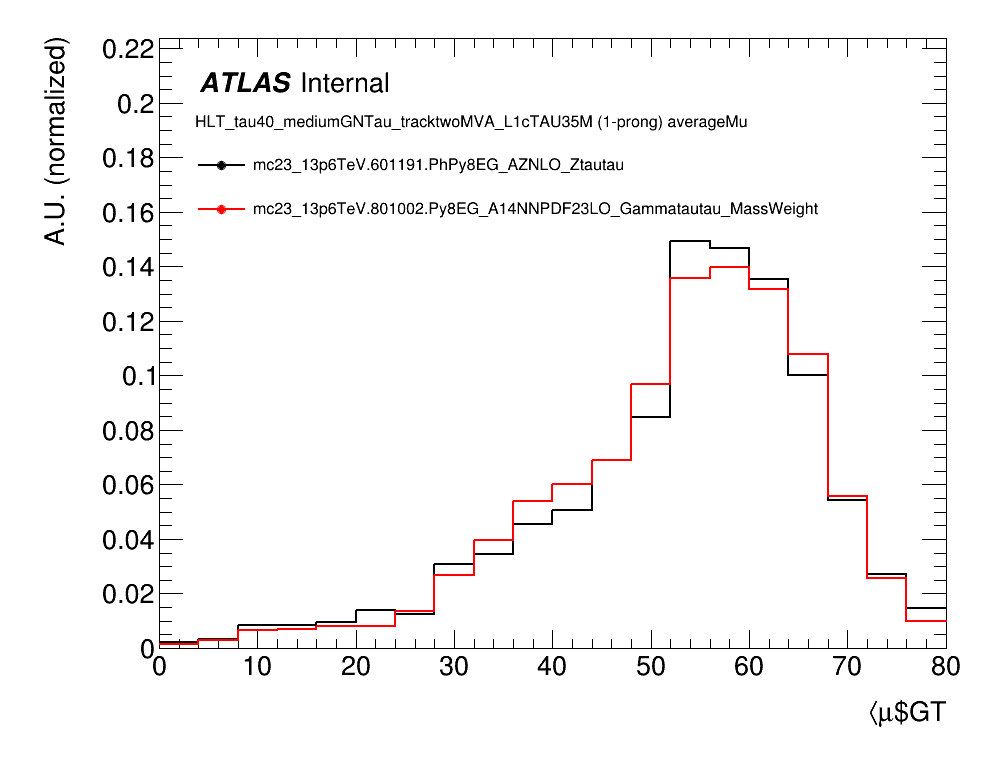 A.U. (normalized)
0.22
0.2
0.18
0.16
0.14
0.12
0.1
0.08
0.06
0.04
0.02
0
ATLAS Internal
HLT_tau40_mediumGNTau_tracktwoMVA_L1cTAU35M (1-prong) averageMu
mc23_13p6TeV.601191.PhPy8EG_AZNLO_Ztautau
mc23_13p6TeV.801002.Py8EG_A14NNPDF23LO_Gammatautau_MassWeight
0 10 20 30 40 50 60 70 80
⟨μ$GT